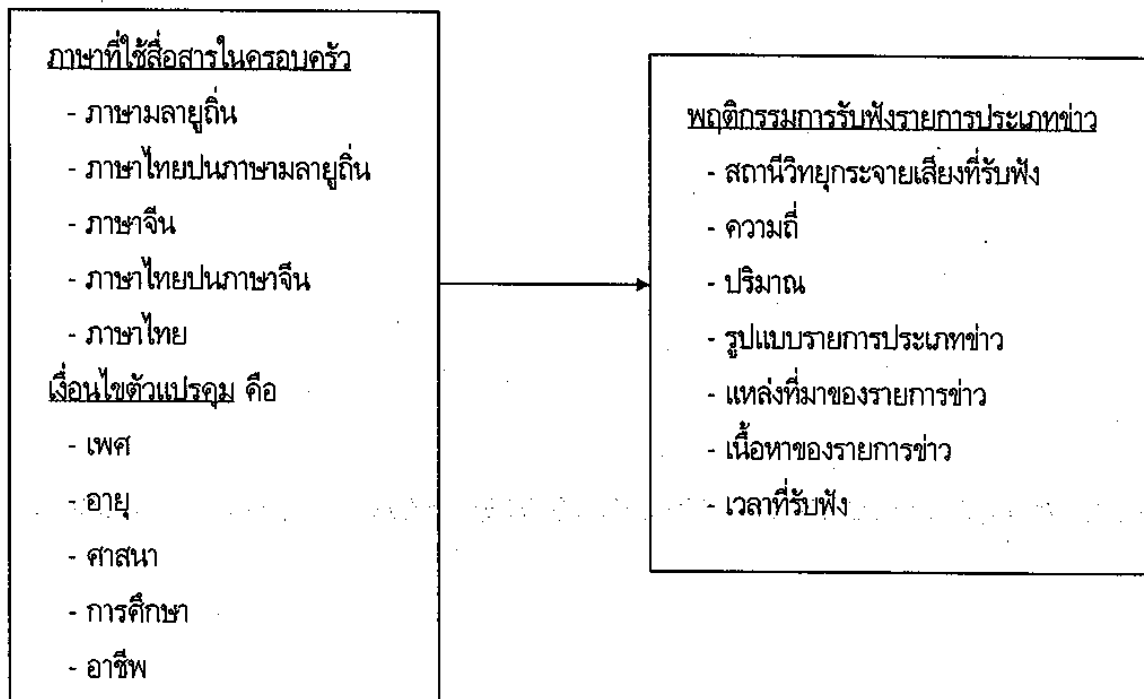 ภาษาที่ใช้สื่อสารในครอบครัว
- ภาษามลายูถิ่น
- ภาษาไทยปนภาษามลายูถิ่น
- ภาษาจีน
- ภาษาไทยปนภาษาจีน
- ภาษาไทย
เงื่อนไขตัวแปรคุม คือ
- เพศ
- อายุ
- ศาสนา
- การศึกษา
- อาชีพ
พฤติกรรมการรับฟังรายการประเภทข่าว
- สถานีวิทยุกระจายเสียงที่รับฟัง
- ความถี่
- ปริมาณ
- รูปแบบรายการประเภทข่าว
- แหล่งที่มาของรายการข่าว
- เนื้อหาของรายการข่าว
- เวลาที่รับฟัง